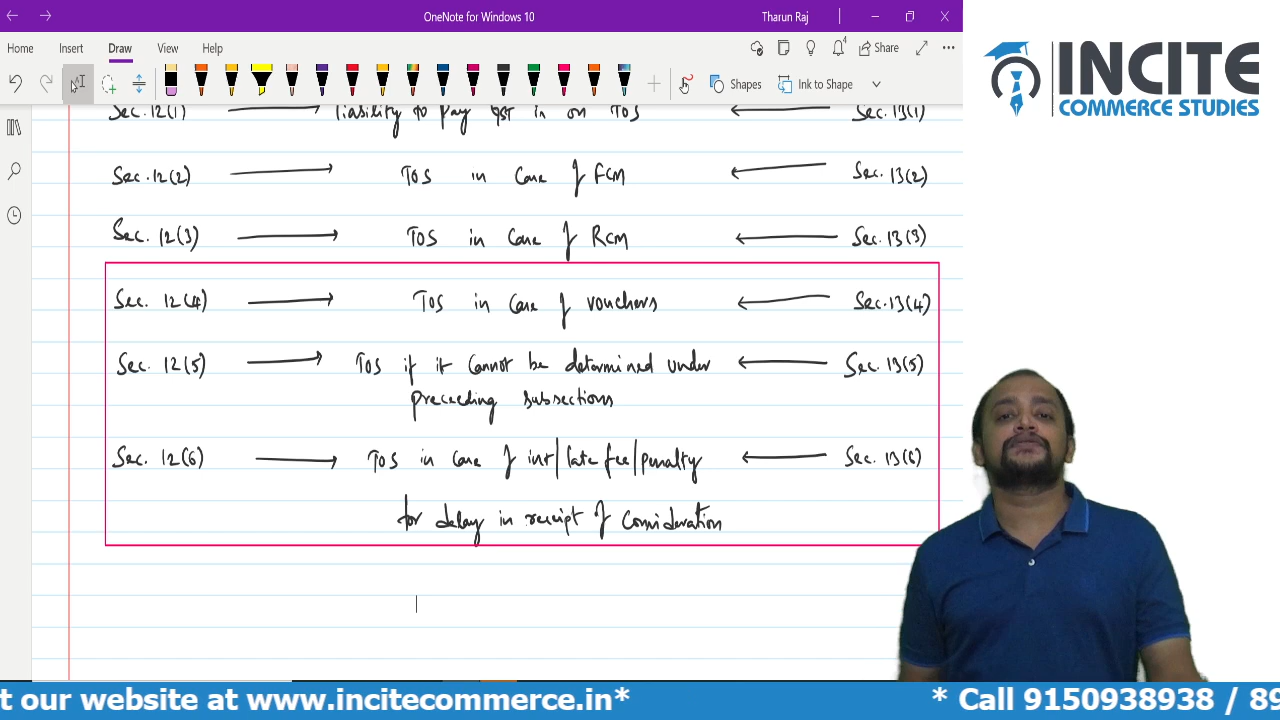 OneNote for Windows 10
Tharun Raj
Home Insert Draw View Help
4
Share
Shapes
Ink to Shape
INCITE
COMMERCE STUDIES
Sec. 12(1) liability to pay GST is on TOS Sec. 13(1)
Sec. 12(2) TOS in case of FCM Sec. 13(2)
Sec. 12(3) TOS in case of RCM Sec. 13(3)
Sec. 12(4) TOS in case of vouchers Sec. 13(4)
Sec. 12(5) TOS if it cannot be determined under Sec. 13(5)
preceding subsections
Sec. 12(6) TOS in case of int/late fee/penalty Sec. 13(6)
for delay in receipt of consideration
t our website at www.incitecommerce.in* * Call 9150938938 / 89